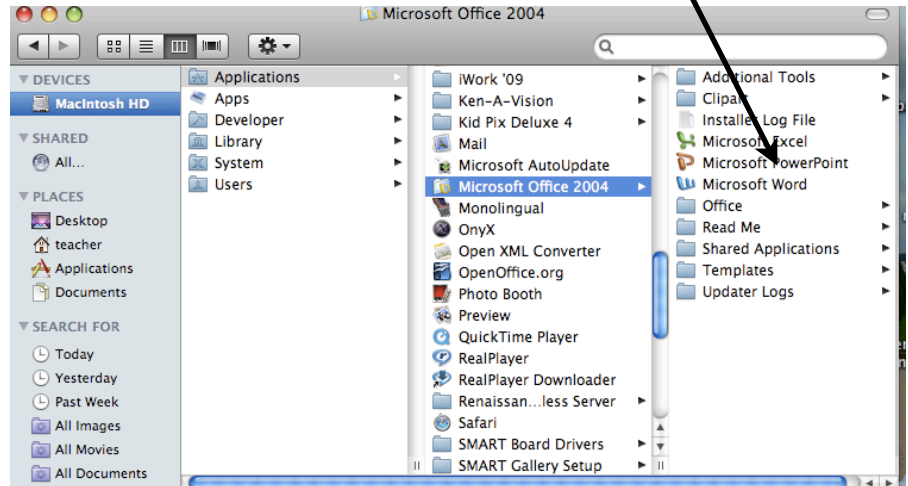 Microsoft Office 2004
DEVICES
Macintosh HD
SHARED
All...
PLACES
Desktop
teacher
Applications
Documents
SEARCH FOR
Today
Yesterday
Past Week
All Images
All Movies
All Documents
Applications
Apps
Developer
Library
System
Users
iWork '09
Ken-A-Vision
Kid Pix Deluxe 4
Mail
Microsoft AutoUpdate
Microsoft Office 2004
Monolingual
OnyX
Open XML Converter
OpenOffice.org
Photo Booth
Preview
QuickTime Player
RealPlayer
RealPlayer Downloader
Renaissan...less Server
Safari
SMART Board Drivers
SMART Gallery Setup
Additional Tools
Clipart
Installer Log File
Microsoft Excel
Microsoft PowerPoint
Microsoft Word
Office
Read Me
Shared Applications
Templates
Updater Logs